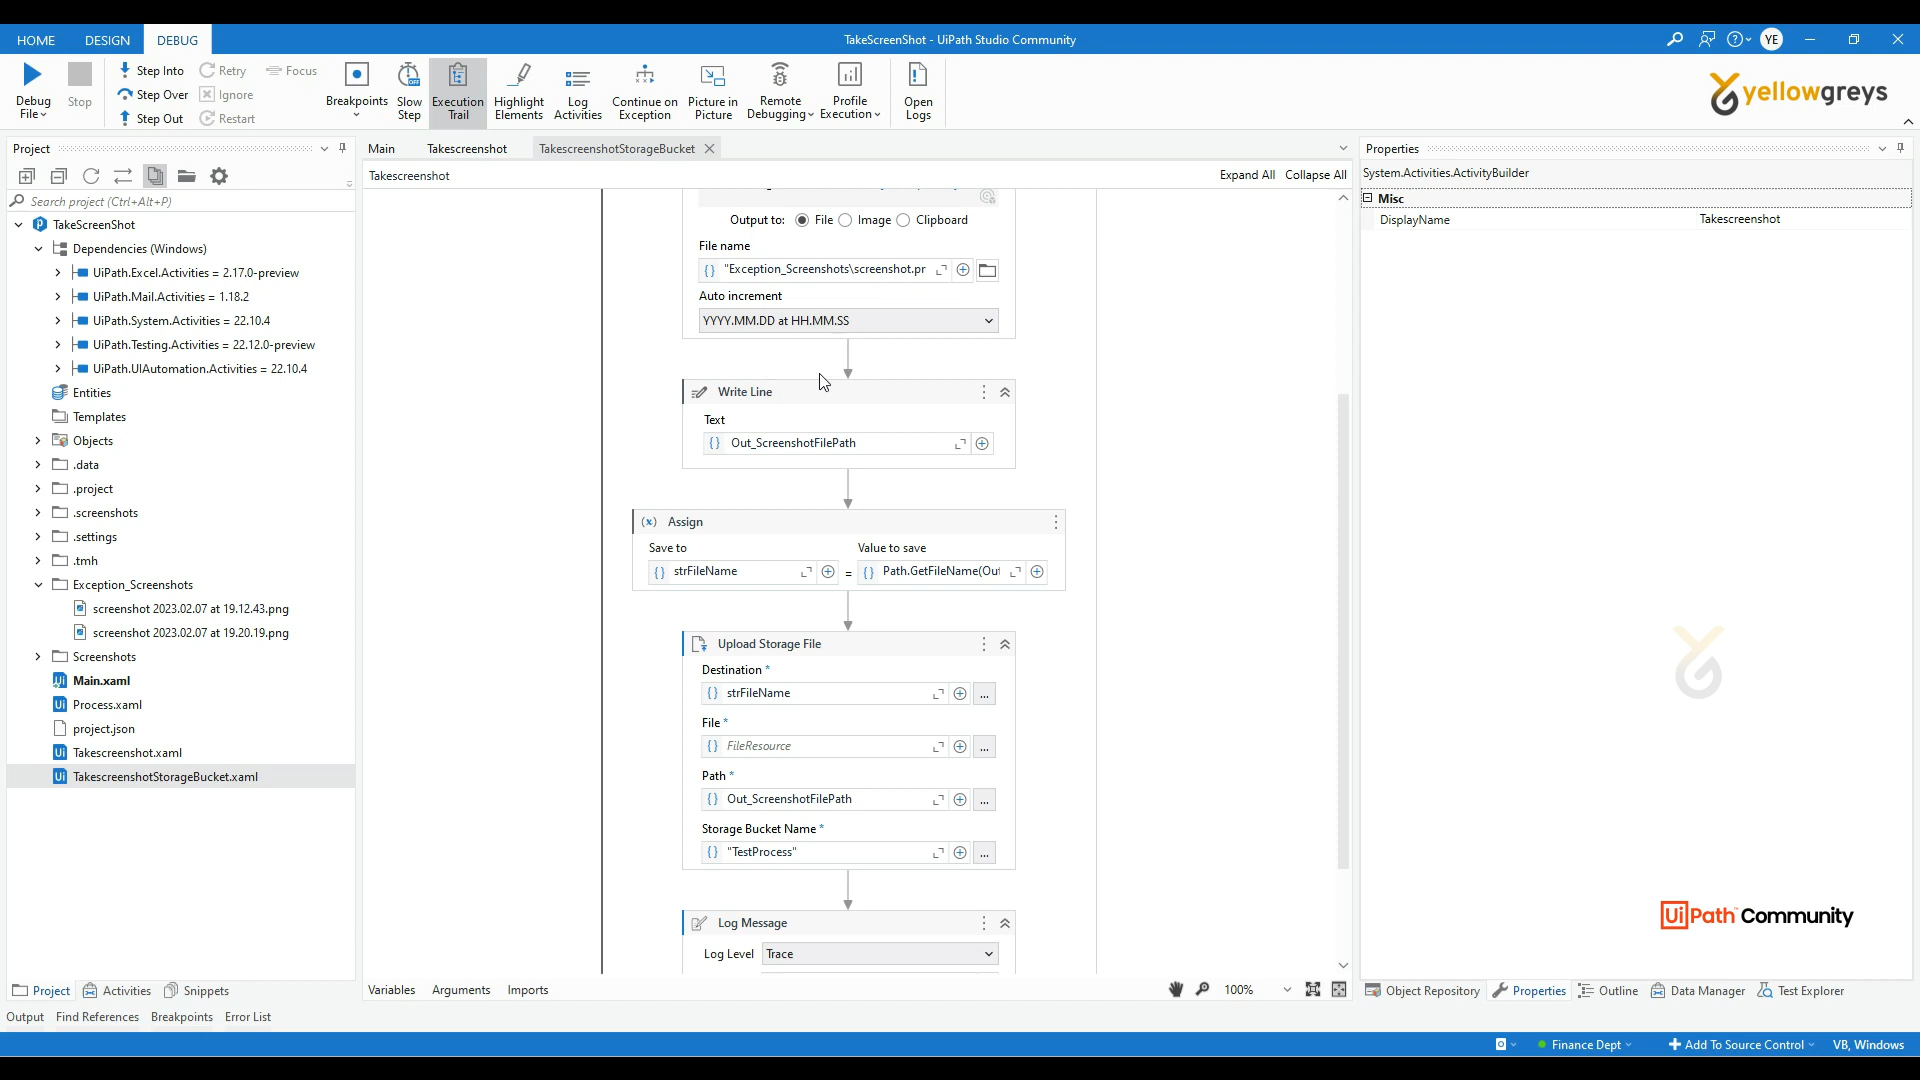 HOME DESIGN DEBUG TakeScreenShot - UiPath Studio Community YE
Debug File
Stop
Step Into
Step Over
Step Out
Retry
Ignore
Restart
Focus
Breakpoints
Slow Step
Execution Trail
Highlight Elements
Log Activities
Continue on Exception
Picture in Picture
Remote Debugging
Profile Execution
Open Logs
yellowgreys
Project
Search project (Ctrl+Alt+P)
TakeScreenShot
Dependencies (Windows)
UiPath.Excel.Activities = 2.17.0-preview
UiPath.Mail.Activities = 1.18.2
UiPath.System.Activities = 22.10.4
UiPath.Testing.Activities = 22.12.0-preview
UiPath.UIAutomation.Activities = 22.10.4
Entities
Templates
Objects
.data
.project
.screenshots
.settings
.tmh
Exception_Screenshots
screenshot 2023.02.07 at 19.12.43.png
screenshot 2023.02.07 at 19.20.19.png
Screenshots
Main.xaml
Process.xaml
project.json
Takescreenshot.xaml
TakescreenshotStorageBucket.xaml
Project Activities Snippets
Main Takescreenshot TakescreenshotStorageBucket
Takescreenshot Expand All Collapse All
Output to: File Image Clipboard
File name
"Exception_Screenshots\screenshot.pr
Auto increment
YYYY.MM.DD at HH.MM.SS
Write Line
Text
Out_ScreenshotFilePath
Assign
Save to Value to save
strFileName = Path.GetFileName(Out
Upload Storage File
Destination *
strFileName
File *
FileResource
Path *
Out_ScreenshotFilePath
Storage Bucket Name *
"TestProcess"
Log Message
Log Level Trace
Variables Arguments Imports 100%
Properties
System.Activities.ActivityBuilder
Misc
DisplayName Takescreenshot
UiPath Community
Object Repository Properties Outline Data Manager Test Explorer
Output Find References Breakpoints Error List
Finance Dept Add To Source Control VB, Windows